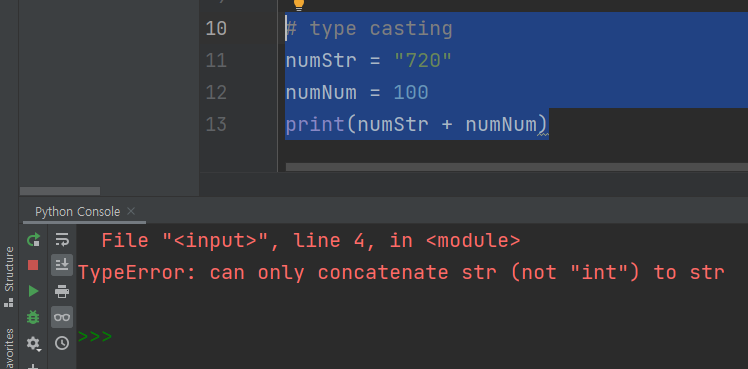 10 # type casting
11 numStr = "720"
12 numNum = 100
13 print(numStr + numNum)
Python Console ×
File "<input>", line 4, in <module>
TypeError: can only concatenate str (not "int") to str
>>>
Structure
avorites